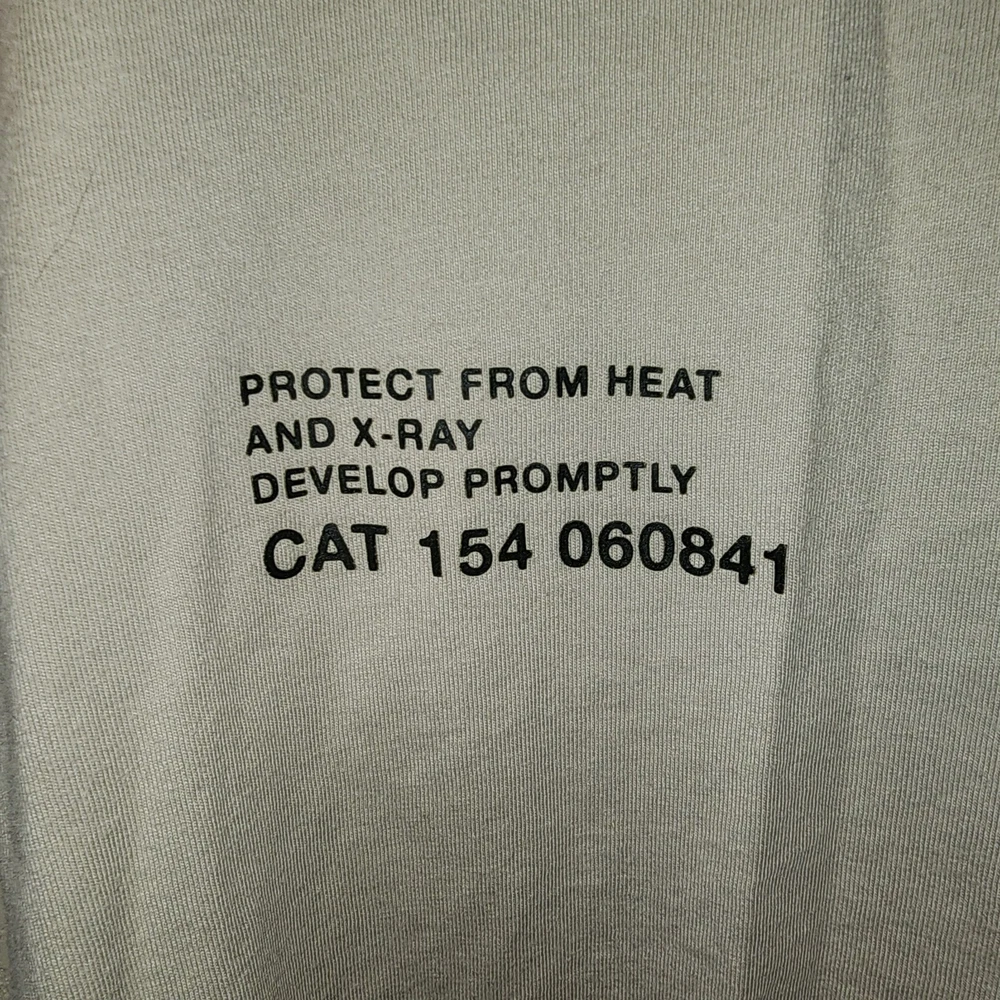 PROTECT FROM HEAT
AND X-RAY
DEVELOP PROMPTLY
CAT 154 060841